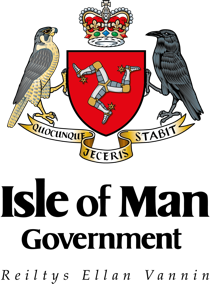 QUOCUNQUE JECERIS STABIT
Isle of Man
Government
Reiltys Ellan Vannin